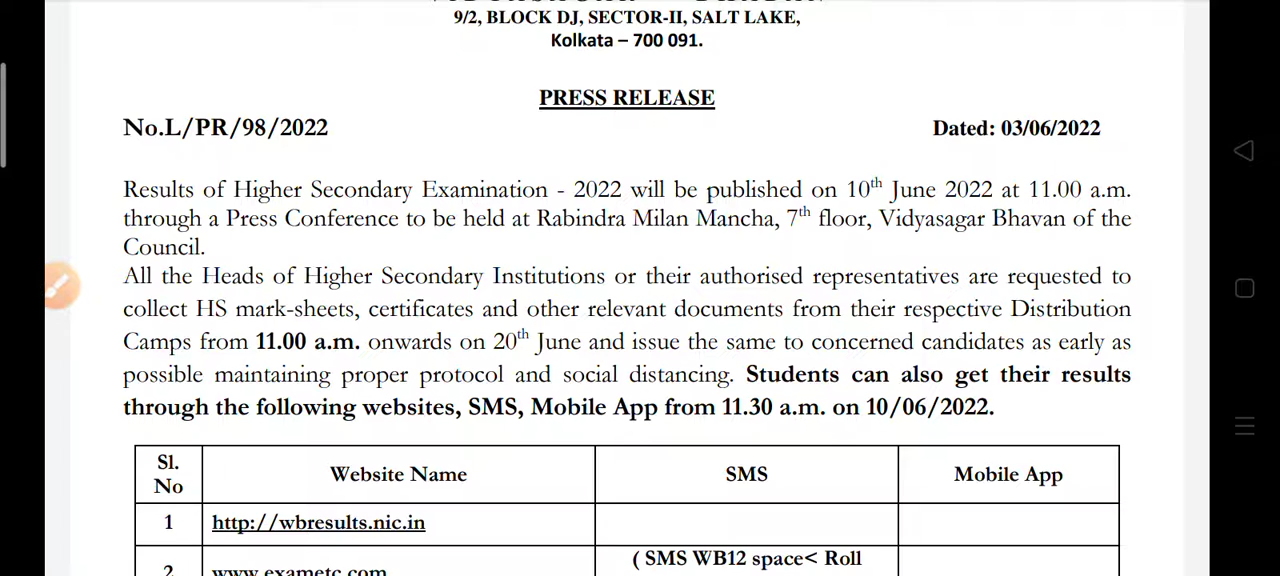 9/2, BLOCK DJ, SECTOR-II, SALT LAKE,
Kolkata – 700 091.
PRESS RELEASE
No.L/PR/98/2022 Dated: 03/06/2022
Results of Higher Secondary Examination - 2022 will be published on 10th June 2022 at 11.00 a.m.
through a Press Conference to be held at Rabindra Milan Mancha, 7th floor, Vidyasagar Bhavan of the
Council.
All the Heads of Higher Secondary Institutions or their authorised representatives are requested to
collect HS mark-sheets, certificates and other relevant documents from their respective Distribution
Camps from 11.00 a.m. onwards on 20th June and issue the same to concerned candidates as early as
possible maintaining proper protocol and social distancing. Students can also get their results
through the following websites, SMS, Mobile App from 11.30 a.m. on 10/06/2022.
Sl. No Website Name SMS Mobile App
1 http://wbresults.nic.in
( SMS WB12 space< Roll
2 www.exametc.com